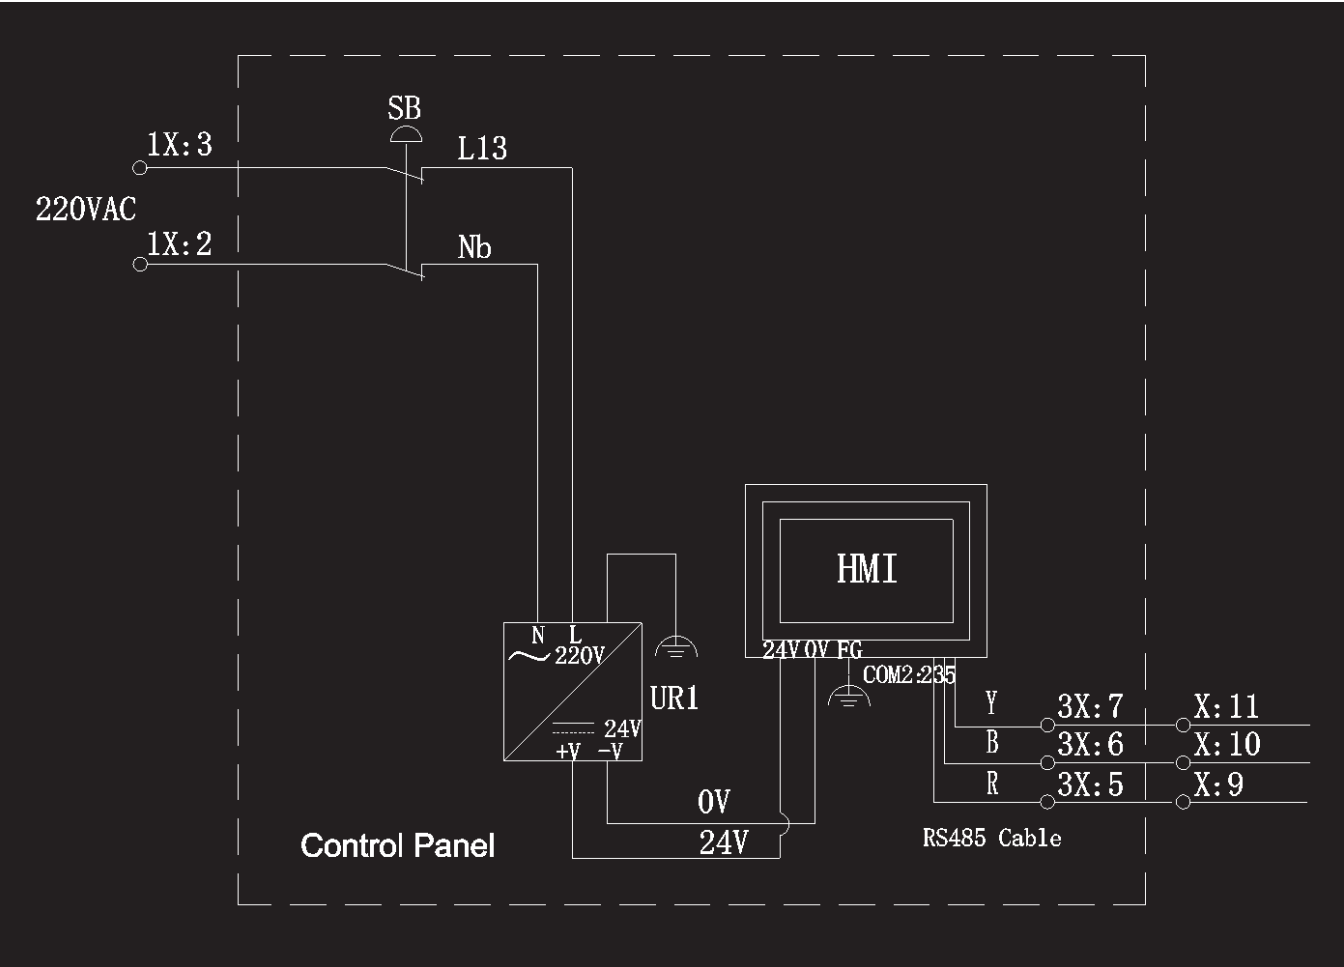 SB
1X:3
L13
220VAC
1X:2
Nb
HMI
N L
220V
24V 0V FG
COM2:235
UR1
24V
+V -V
Y 3X:7 X:11
B 3X:6 X:10
R 3X:5 X:9
0V
24V
RS485 Cable
Control Panel